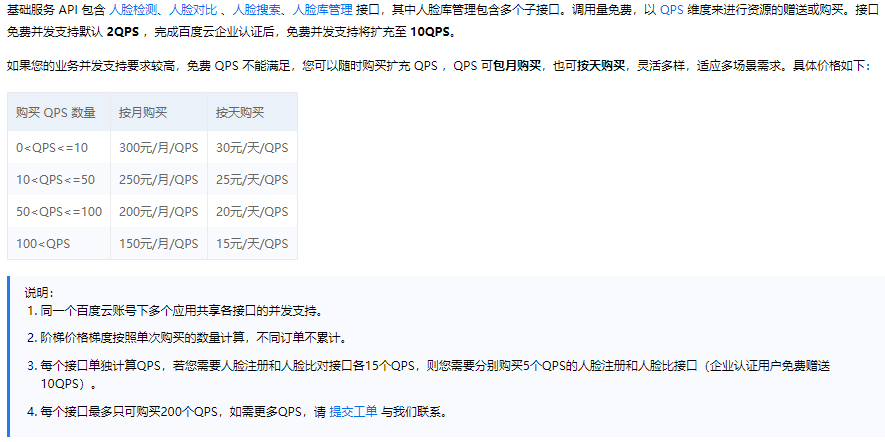 基础服务 API 包含 人脸检测、人脸对比 、人脸搜索、人脸库管理 接口，其中人脸库管理包含多个子接口。调用量免费，以 QPS 维度来进行资源的赠送或购买。接口
免费并发支持默认 2QPS ，完成百度云企业认证后，免费并发支持将扩充至 10QPS。
如果您的业务并发支持要求较高，免费 QPS 不能满足，您可以随时购买扩充 QPS ，QPS 可包月购买，也可按天购买，灵活多样，适应多场景需求。具体价格如下：
购买 QPS 数量 按月购买 按天购买
0<QPS<=10 300元/月/QPS 30元/天/QPS
10<QPS<=50 250元/月/QPS 25元/天/QPS
50<QPS<=100 200元/月/QPS 20元/天/QPS
100<QPS 150元/月/QPS 15元/天/QPS
说明：
1. 同一个百度云账号下多个应用共享各接口的并发支持。
2. 阶梯价格梯度按照单次购买的数量计算，不同订单不累计。
3. 每个接口单独计算QPS，若您需要人脸注册和人脸比对接口各15个QPS，则您需要分别购买5个QPS的人脸注册和人脸比接口（企业认证用户免费赠送
10QPS）。
4. 每个接口最多只可购买200个QPS，如需更多QPS，请 提交工单 与我们联系。